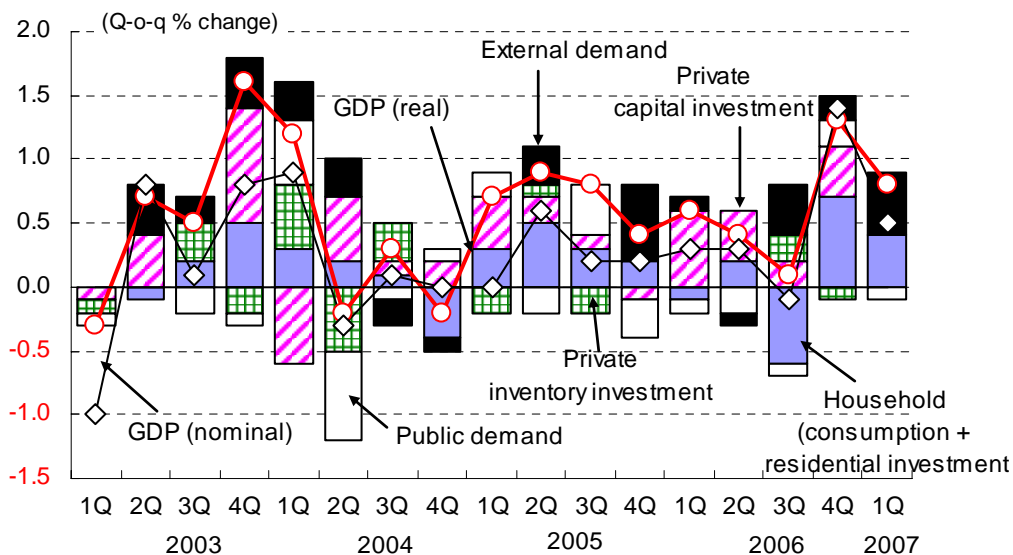 (Q-o-q % change)
2.0
1.5
1.0
0.5
0.0
-0.5
-1.0
-1.5
External demand
Private
capital investment
GDP (real)
GDP (nominal)
Public demand
Private
inventory investment
Household
(consumption +
residential investment
1Q 2Q 3Q 4Q 1Q 2Q 3Q 4Q 1Q 2Q 3Q 4Q 1Q 2Q 3Q 4Q 1Q
2003 2004 2005 2006 2007